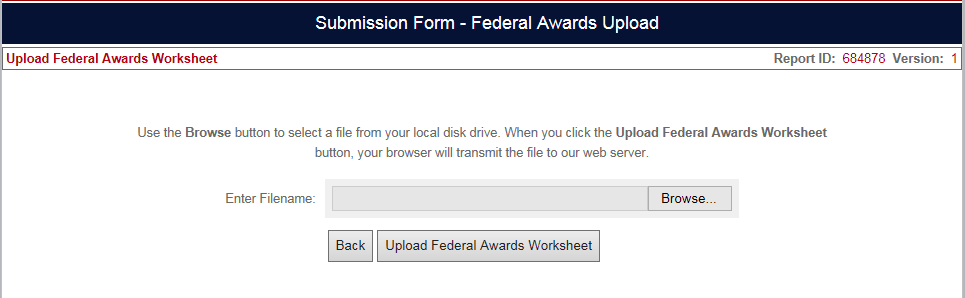 Submission Form - Federal Awards Upload
Upload Federal Awards Worksheet Report ID: 684878 Version: 1
Use the Browse button to select a file from your local disk drive. When you click the Upload Federal Awards Worksheet
button, your browser will transmit the file to our web server.
Enter Filename: Browse...
Back Upload Federal Awards Worksheet